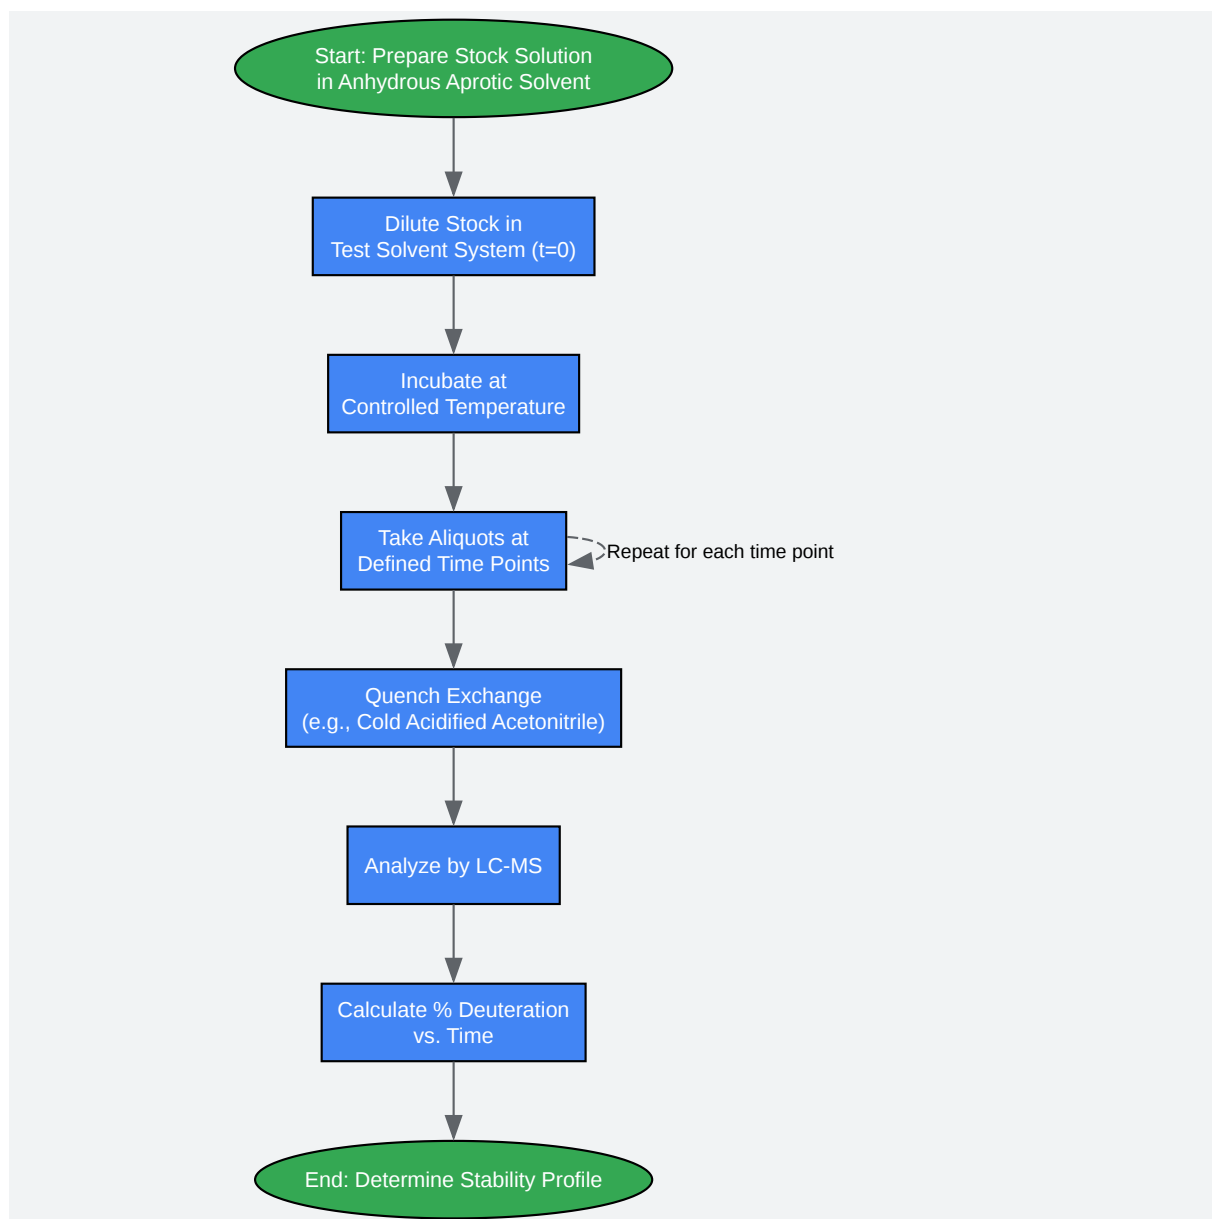 Start: Prepare Stock Solution
in Anhydrous Aprotic Solvent
Dilute Stock in
Test Solvent System (t=0)
Incubate at
Controlled Temperature
Take Aliquots at
Defined Time Points
Repeat for each time point
Quench Exchange
(e.g., Cold Acidified Acetonitrile)
Analyze by LC-MS
Calculate % Deuteration
vs. Time
End: Determine Stability Profile